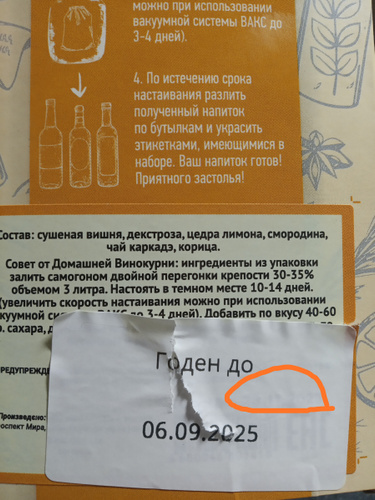 можно при использовании
вакуумной системы ВАКС до
3-4 дней).
4. По истечению срока
настаивания разлить
полученный напиток
по бутылкам и украсить
этикетками, имеющимися в
наборе. Ваш напиток готов!
Приятного застолья!
Состав: сушеная вишня, декстроза, цедра лимона, смородина,
чай каркадэ, корица.
Совет от Домашней Винокурни: ингредиенты из упаковки
залить самогоном двойной перегонки крепости 30-35%
объемом 3 литра. Настоять в темном месте 10-14 дней.
(увеличить скорость настаивания можно при использовании
до 3-4 дней). Добавить по вкусу 40-60
сахара,
Годен до
06.09.2025
Произведено:
Мира,